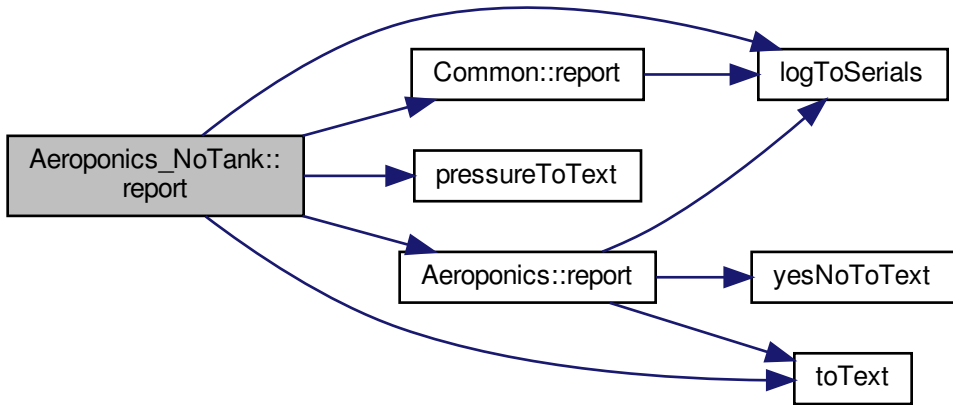 Aeroponics_NoTank::
report
Common::report
logToSerials
pressureToText
Aeroponics::report
yesNoToText
toText